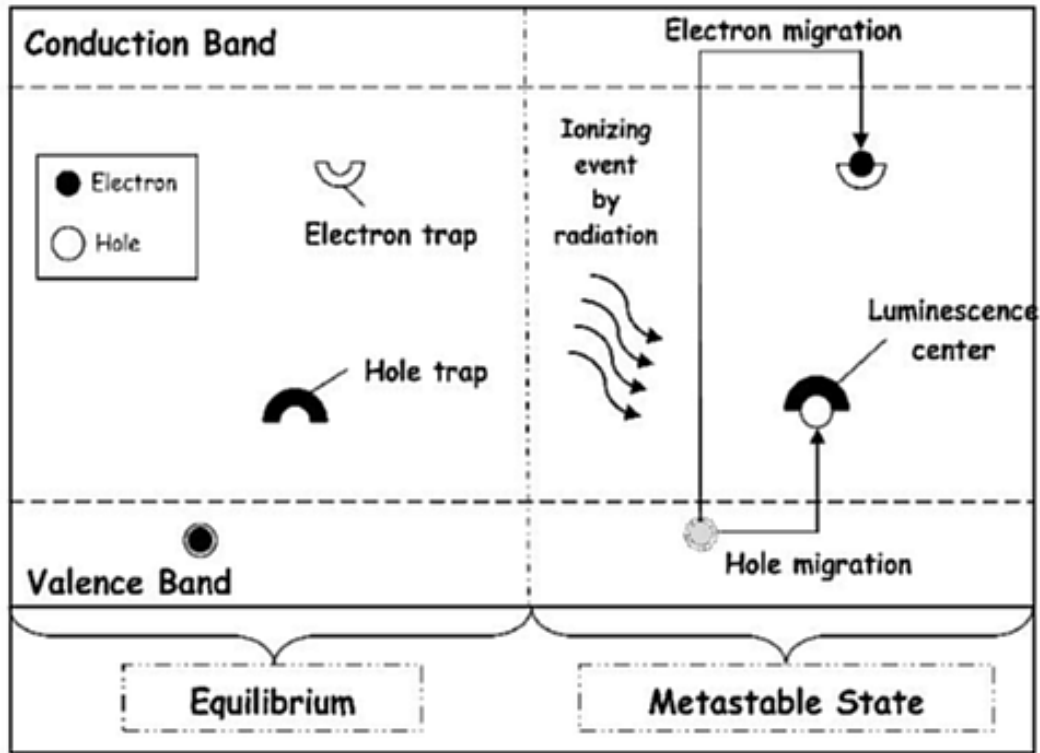 Conduction Band
Electron
Hole
Electron trap
Hole trap
Valence Band
Equilibrium
Electron migration
Ionizing
event
by
radiation
Luminescence
center
Hole migration
Metastable State